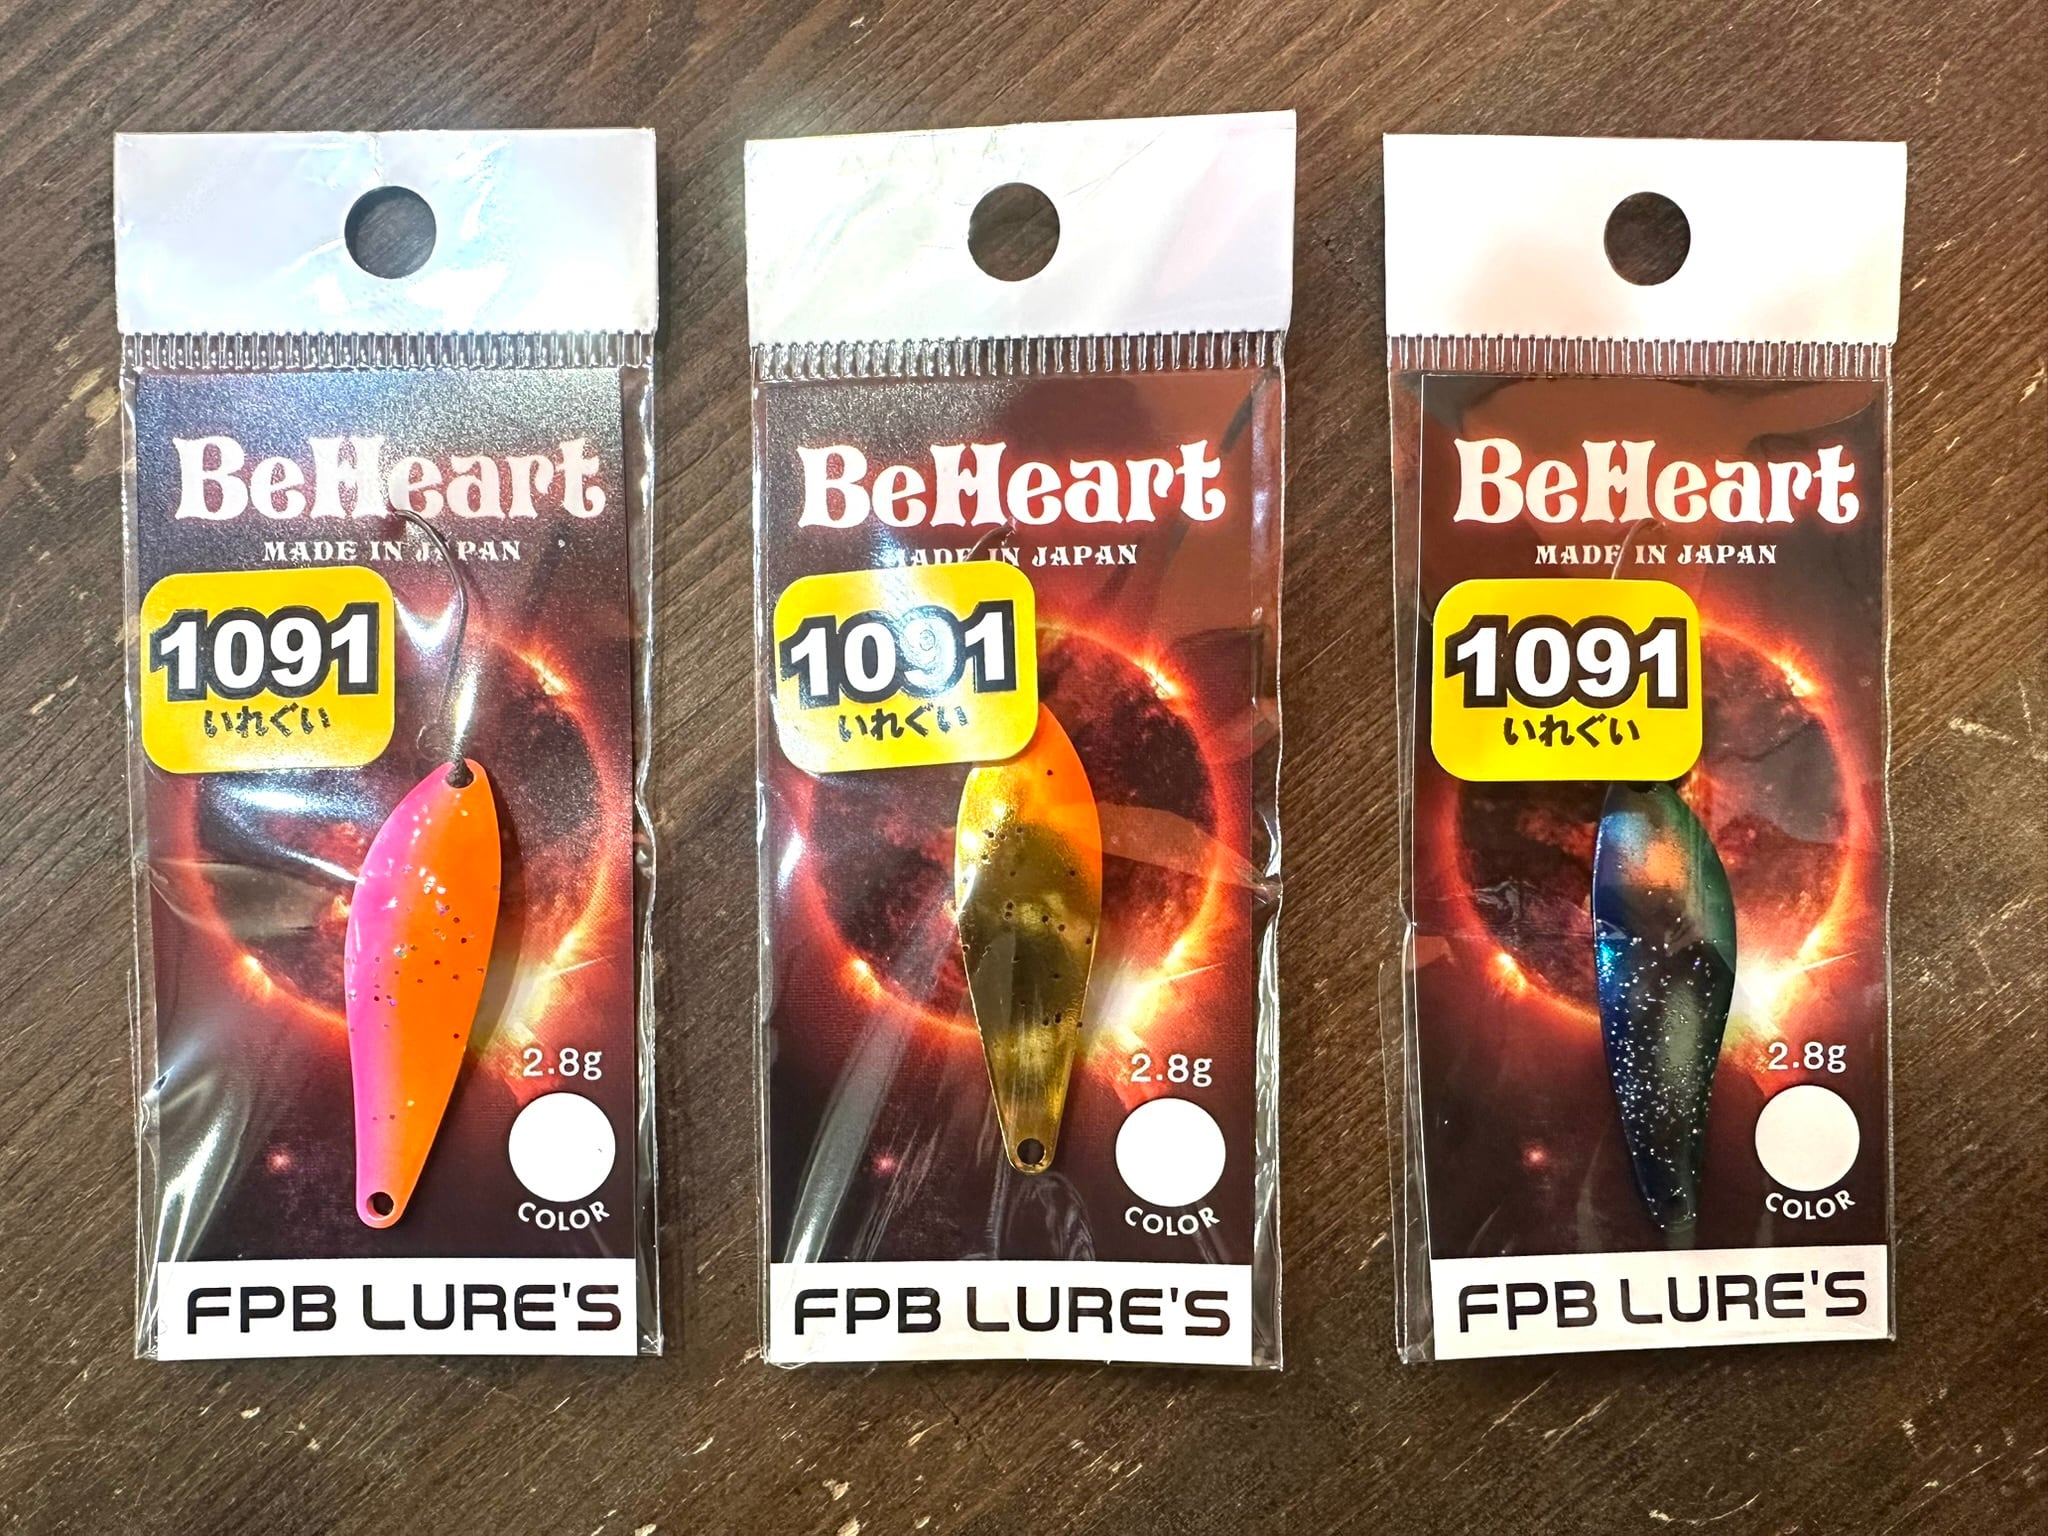 BeHeart
MADE IN JAPAN
1091
いれぐい
2.8g
COLOR
FPB LURE'S
BeHeart
MADE IN JAPAN
1091
いれぐい
2.8g
COLOR
FPB LURE'S
BeHeart
MADE IN JAPAN
1091
いれぐい
2.8g
COLOR
FPB LURE'S